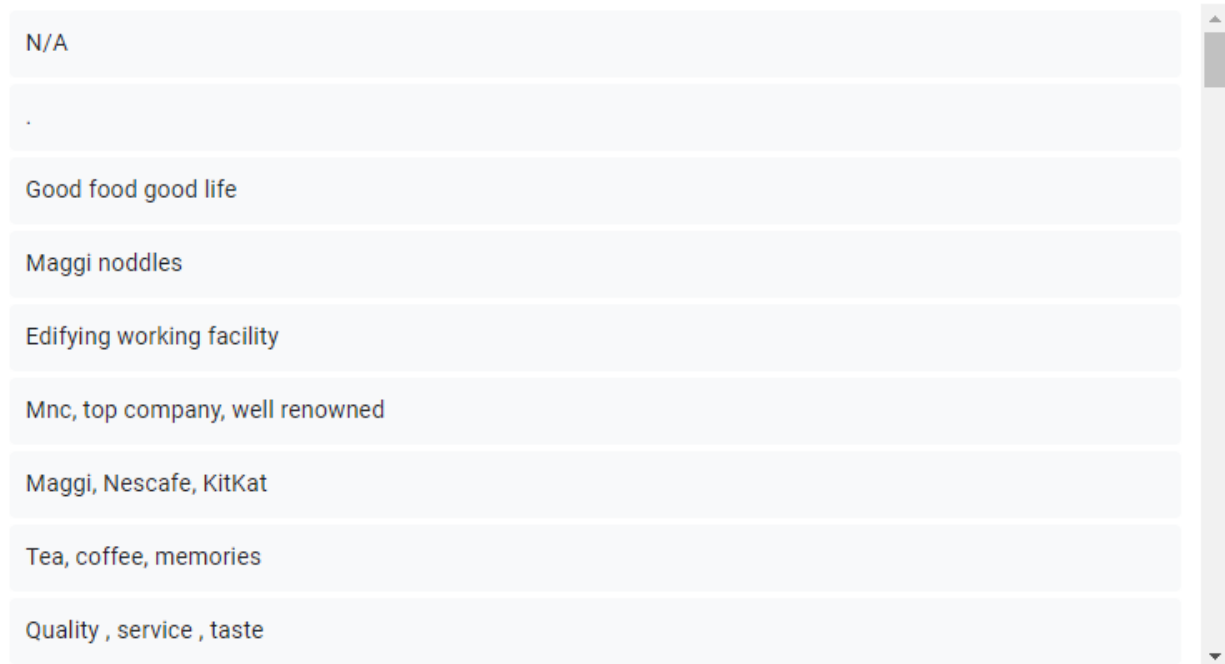 N/A
.
Good food good life
Maggi noddles
Edifying working facility
Mnc, top company, well renowned
Maggi, Nescafe, KitKat
Tea, coffee, memories
Quality , service , taste